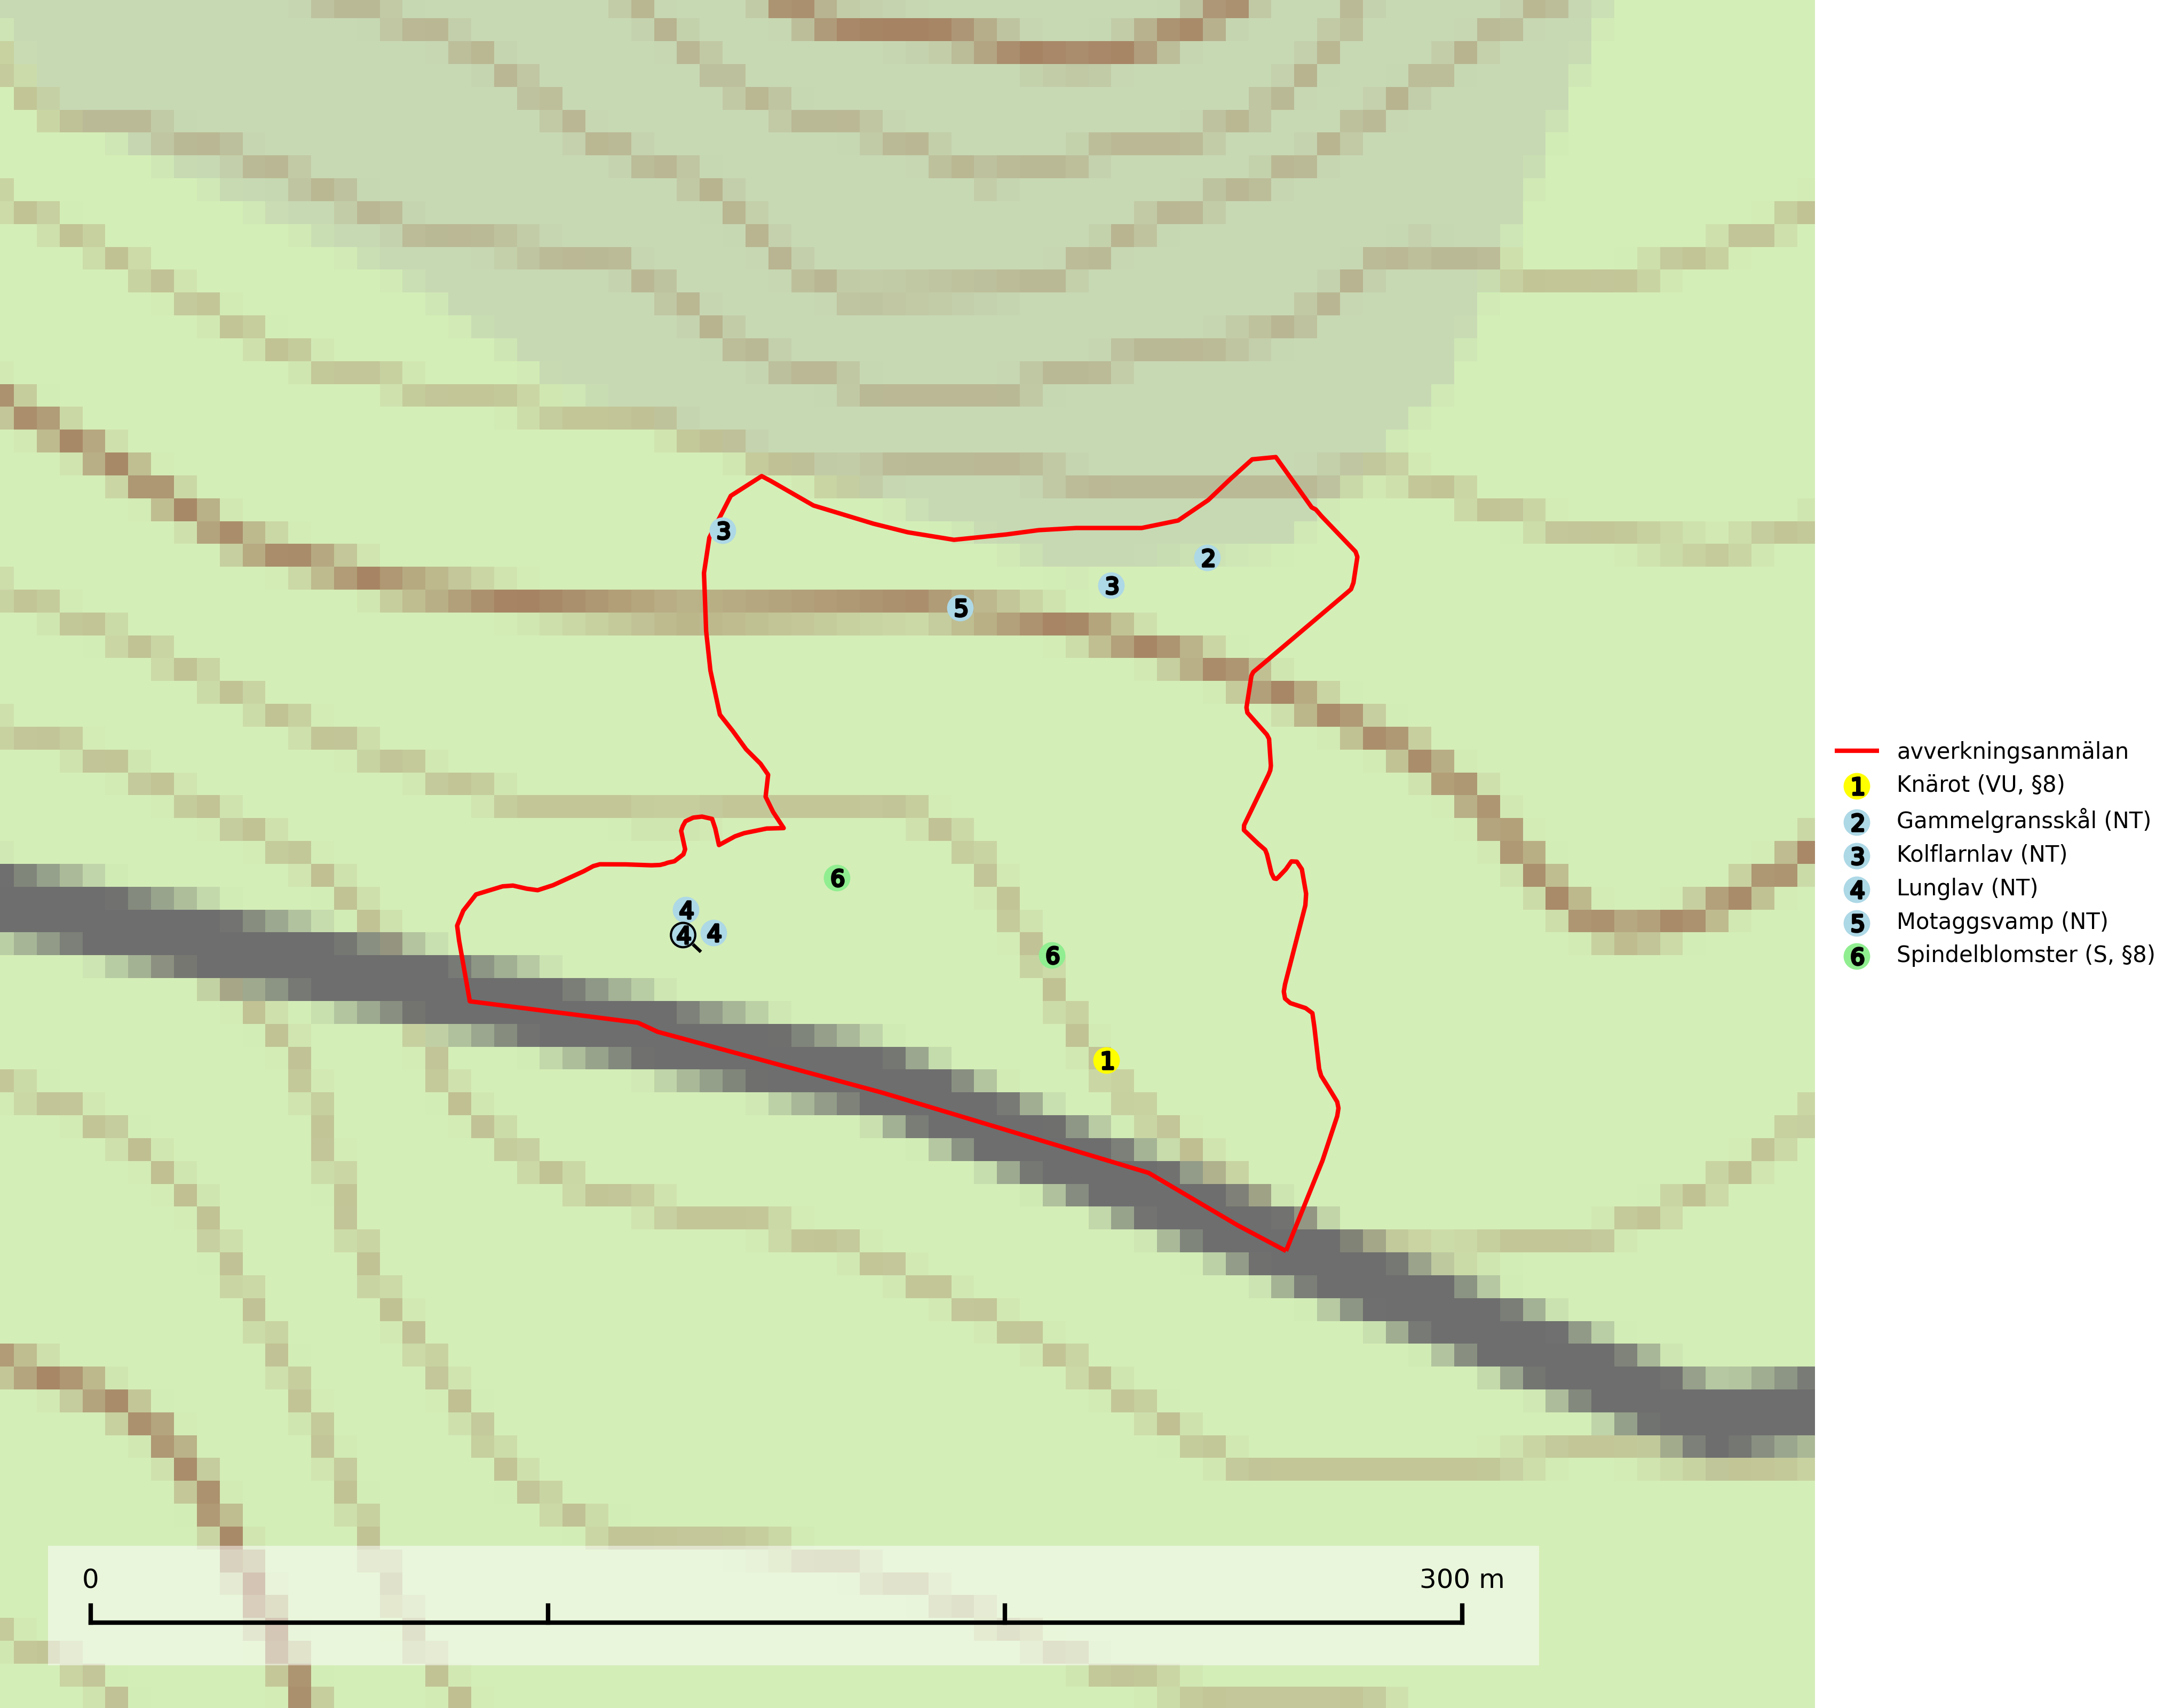 3
2
3
5
6
4
4
4
6
1
avverkningsanmälan
1 Knärot (VU, §8)
2 Gammelgransskål (NT)
3 Kolflarnlav (NT)
4 Lunglav (NT)
5 Motaggsvamp (NT)
6 Spindelblomster (S, §8)
0 300 m